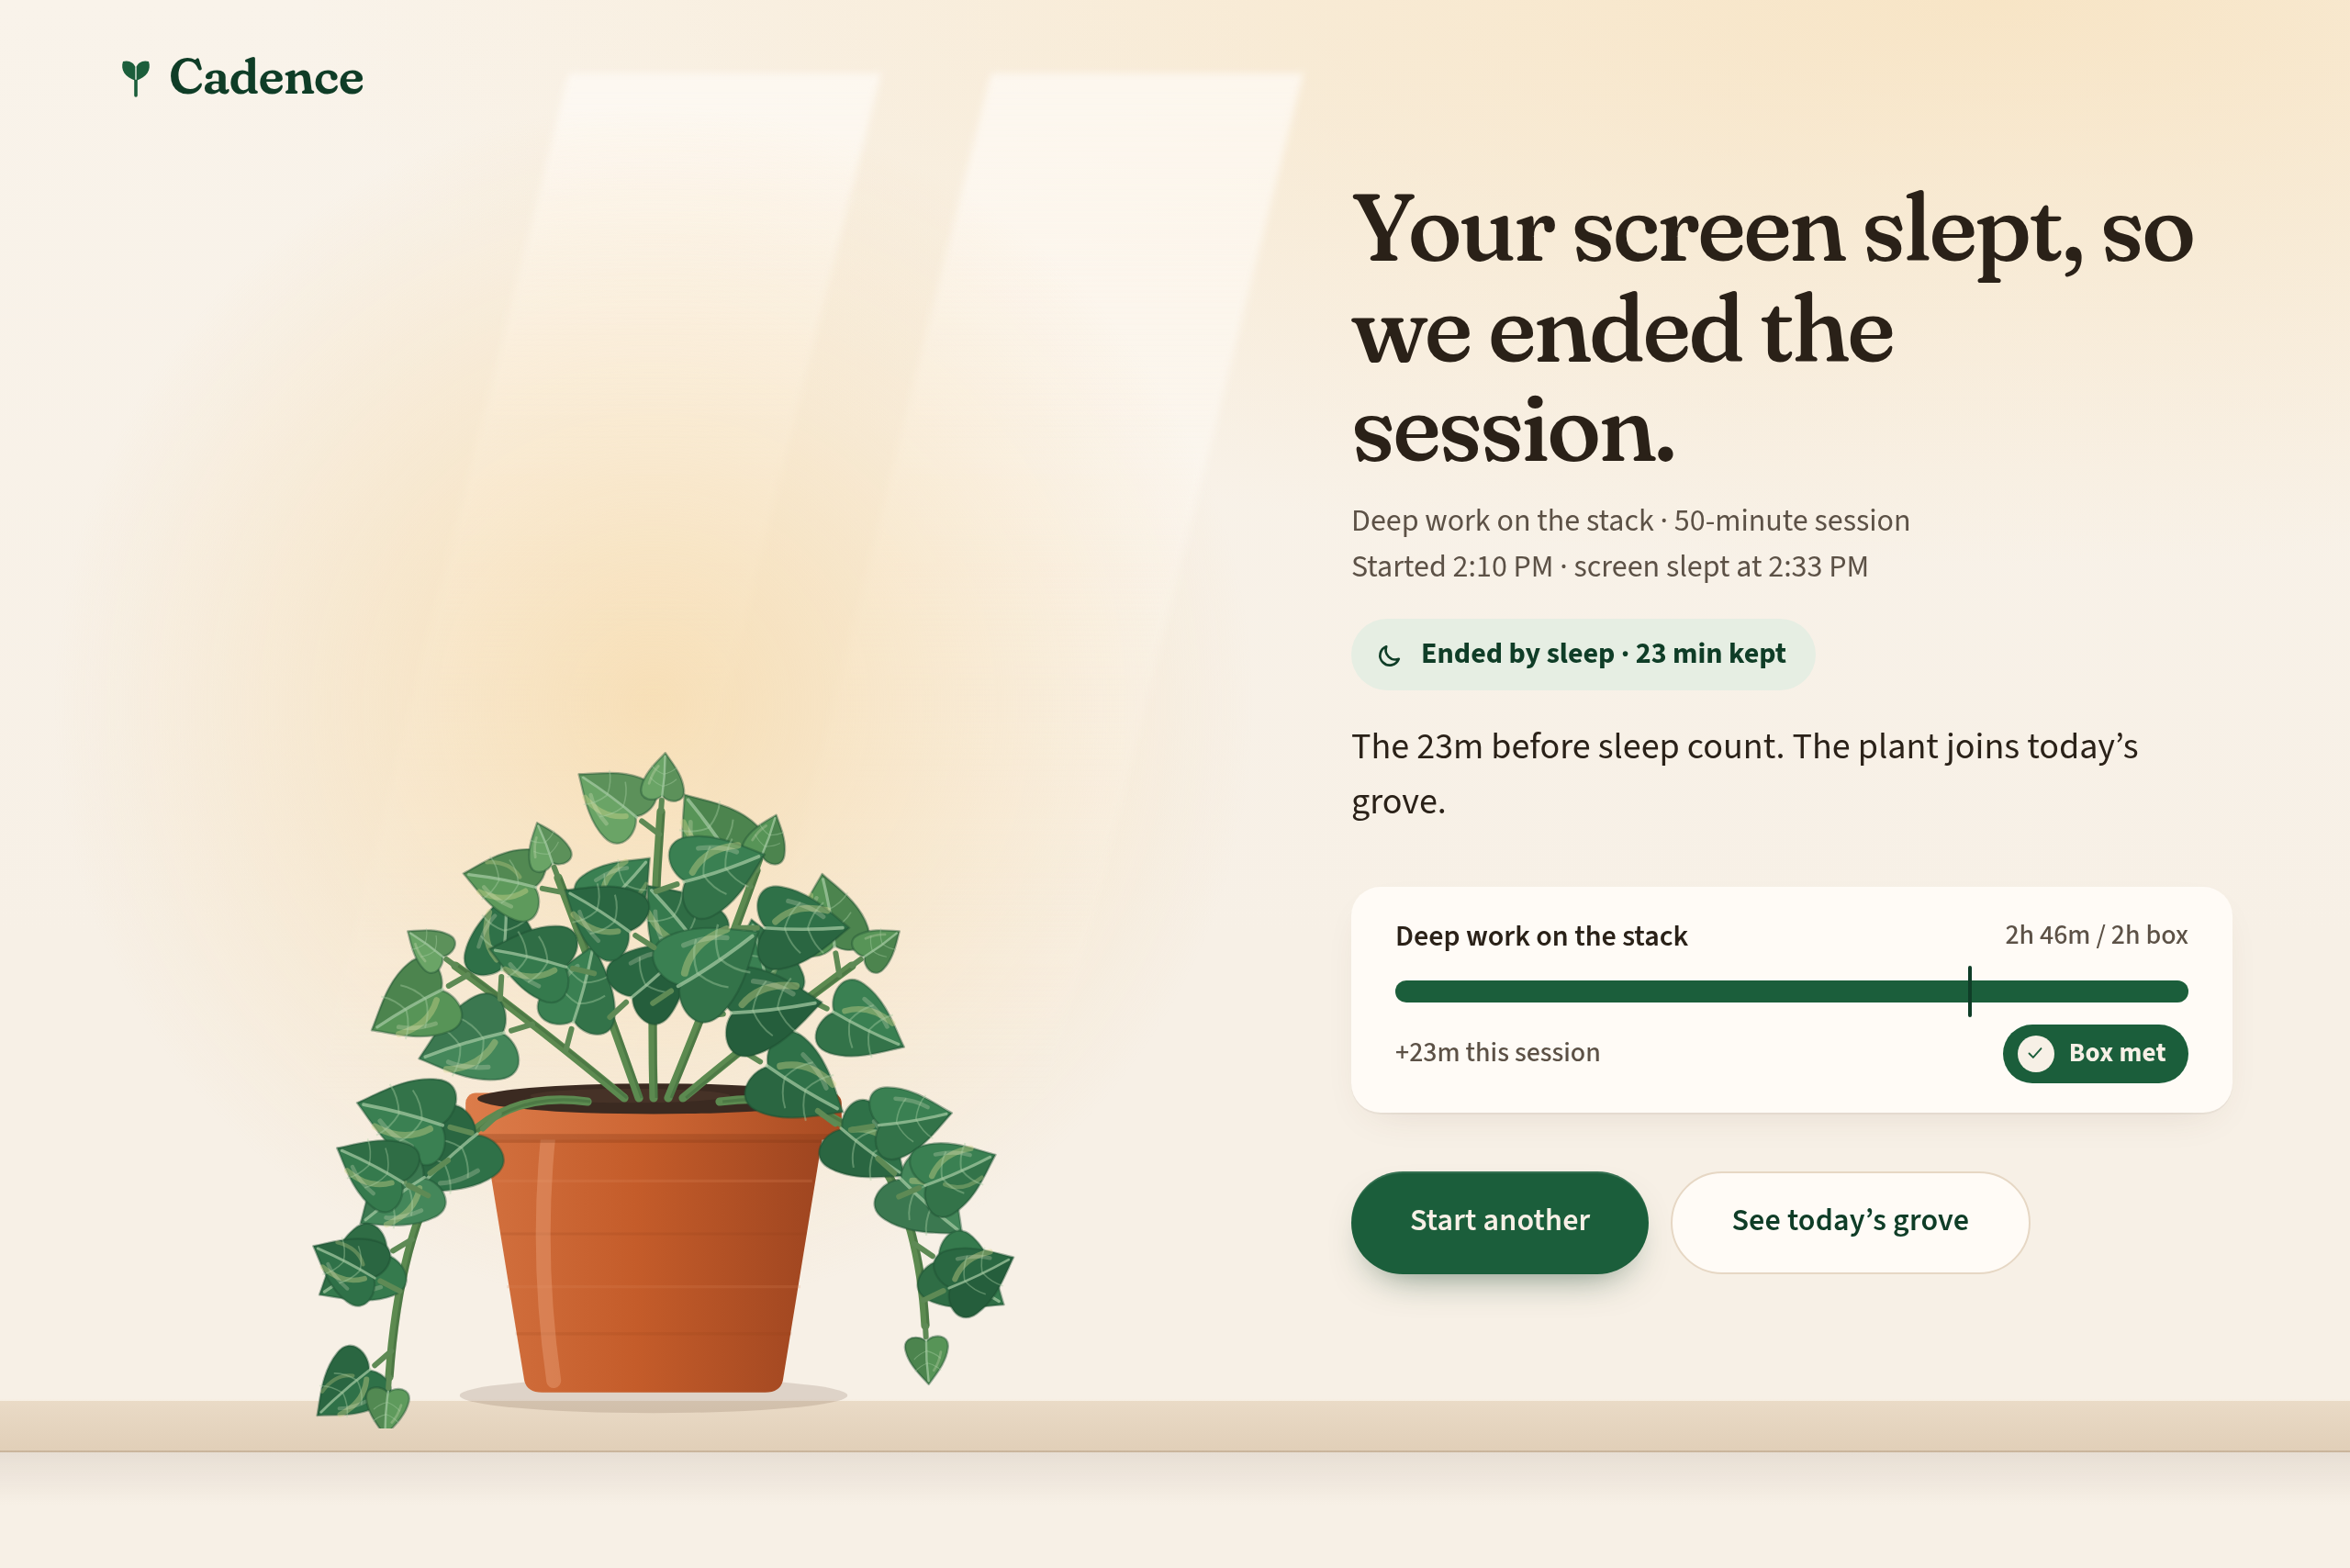 Cadence
Your screen slept, so
we ended the
session.
Deep work on the stack · 50-minute session
Started 2:10 PM · screen slept at 2:33 PM
Ended by sleep · 23 min kept
The 23m before sleep count. The plant joins today’s
grove.
Deep work on the stack
2h 46m / 2h box
+23m this session
Box met
Start another
See today’s grove